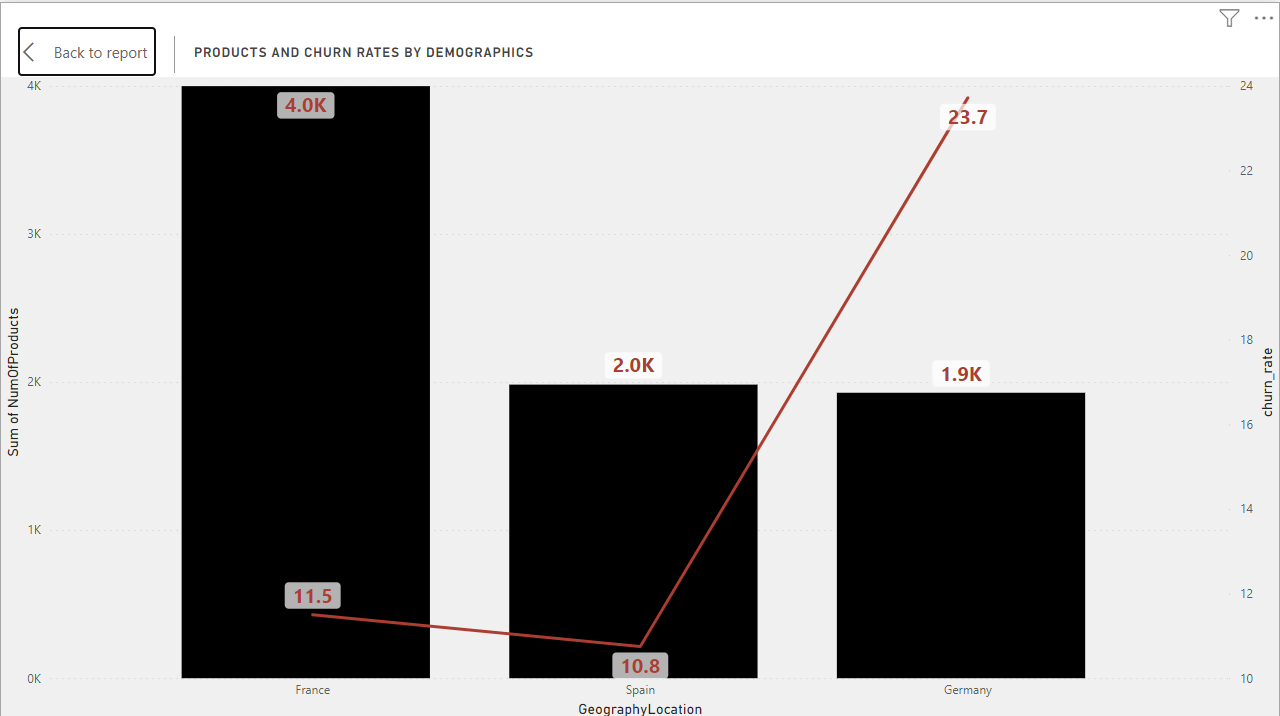 Back to report
PRODUCTS AND CHURN RATES BY DEMOGRAPHICS
4K
3K
2K
1K
0K
Sum of NumOfProducts
4.0K
2.0K
1.9K
11.5
10.8
23.7
24
22
20
18
16
14
12
10
churn_rate
France
Spain
Germany
GeographyLocation